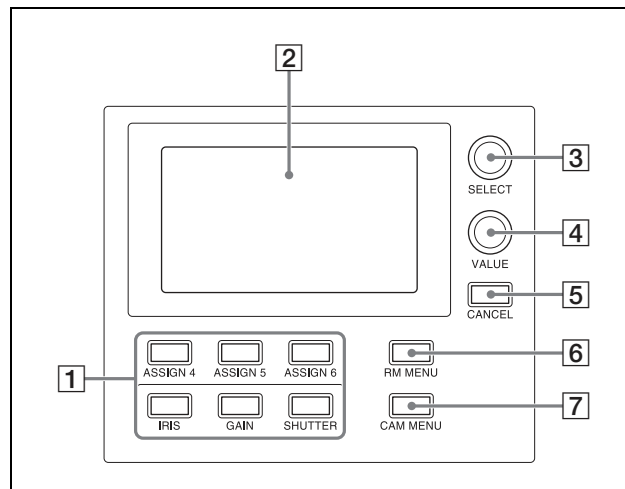 2
3
SELECT
4
VALUE
5
CANCEL
1
ASSIGN 4 ASSIGN 5 ASSIGN 6
6
RM MENU
IRIS GAIN SHUTTER
7
CAM MENU